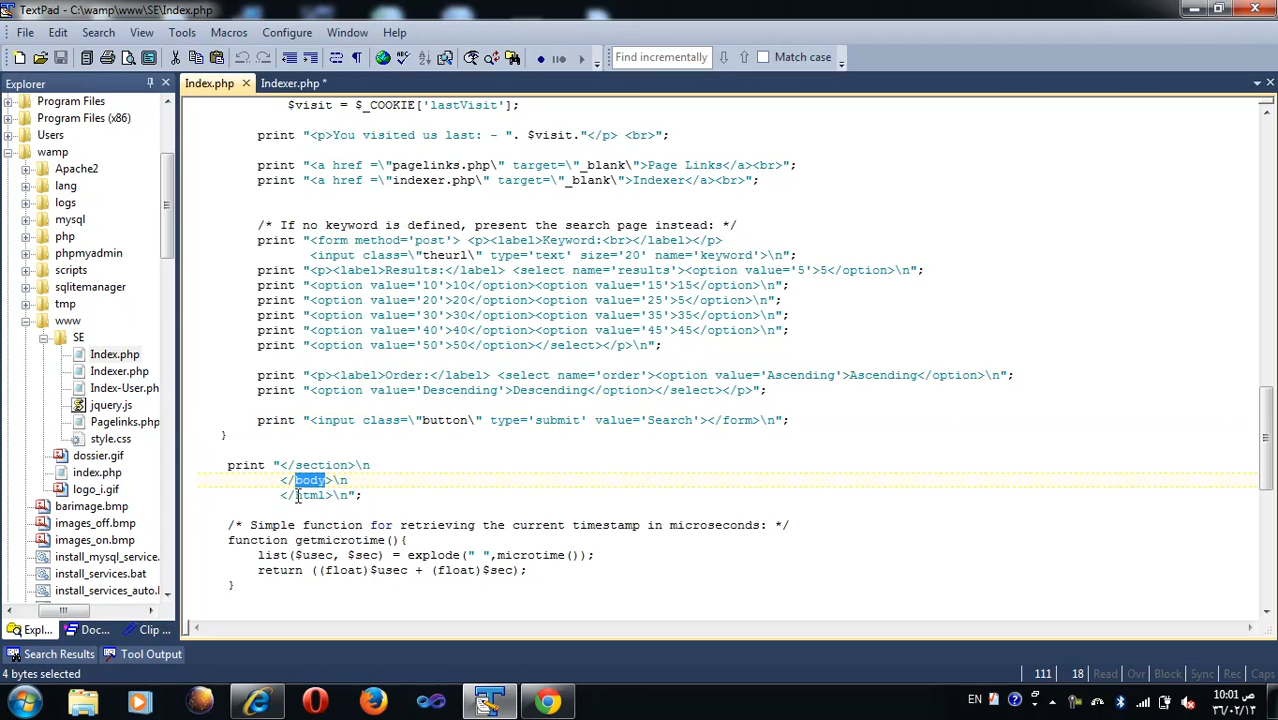 TextPad - C:\wamp\www\SE\Index.php
File Edit Search View Tools Macros Configure Window Help
Find incrementally Match case
Explorer
Index.php Indexer.php *
Program Files
Program Files (x86)
Users
wamp
Apache2
lang
logs
mysql
php
phpmyadmin
scripts
sqlitemanager
tmp
www
SE
Index.php
Indexer.php
Index-User.ph
jquery.js
Pagelinks.php
style.css
dossier.gif
index.php
logo_i.gif
barimage.bmp
images_off.bmp
images_on.bmp
install_mysql_service.
install_services.bat
install_services_auto.b
$visit = $_COOKIE['lastVisit'];
print "<p>You visited us last: - ". $visit."</p> <br>";
print "<a href =\"pagelinks.php\" target=\"_blank\">Page Links</a><br>";
print "<a href =\"indexer.php\" target=\"_blank\">Indexer</a><br>";
/* If no keyword is defined, present the search page instead: */
print "<form method='post'> <p><label>Keyword:<br></label></p>
<input class=\"theurl\" type='text' size='20' name='keyword'>\n";
print "<p><label>Results:</label> <select name='results'><option value='5'>5</option>\n";
print "<option value='10'>10</option><option value='15'>15</option>\n";
print "<option value='20'>20</option><option value='25'>5</option>\n";
print "<option value='30'>30</option><option value='35'>35</option>\n";
print "<option value='40'>40</option><option value='45'>45</option>\n";
print "<option value='50'>50</option></select></p>\n";
print "<p><label>Order:</label> <select name='order'><option value='Ascending'>Ascending</option>\n";
print "<option value='Descending'>Descending</option></select></p>";
print "<input class=\"button\" type='submit' value='Search'></form>\n";
}
print "</section>\n
</body>\n
</html>\n";
/* Simple function for retrieving the current timestamp in microseconds: */
function getmicrotime(){
list($usec, $sec) = explode(" ",microtime());
return ((float)$usec + (float)$sec);
}
Expl... Doc... Clip ...
Search Results Tool Output
4 bytes selected 111 18 Read Ovr Block Sync Rec Caps
EN 10:01 ص
٣٦/٠٢/١٣